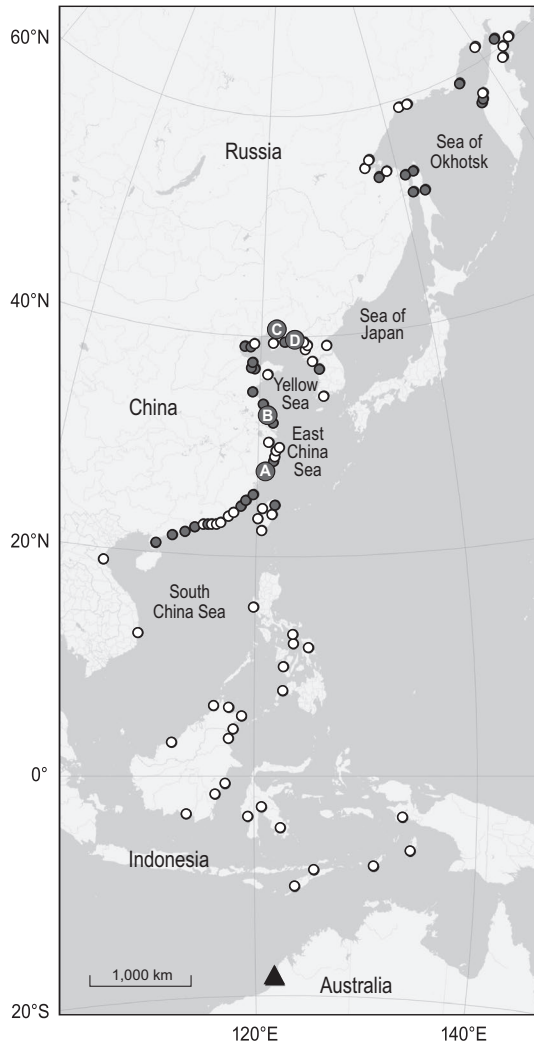 60°N
Sea of
Okhotsk
Russia
40°N
C
D
Sea of
Japan
Yellow
Sea
China
B
East
China
Sea
A
20°N
South
China Sea
0°
Indonesia
1,000 km
Australia
20°S
120°E
140°E